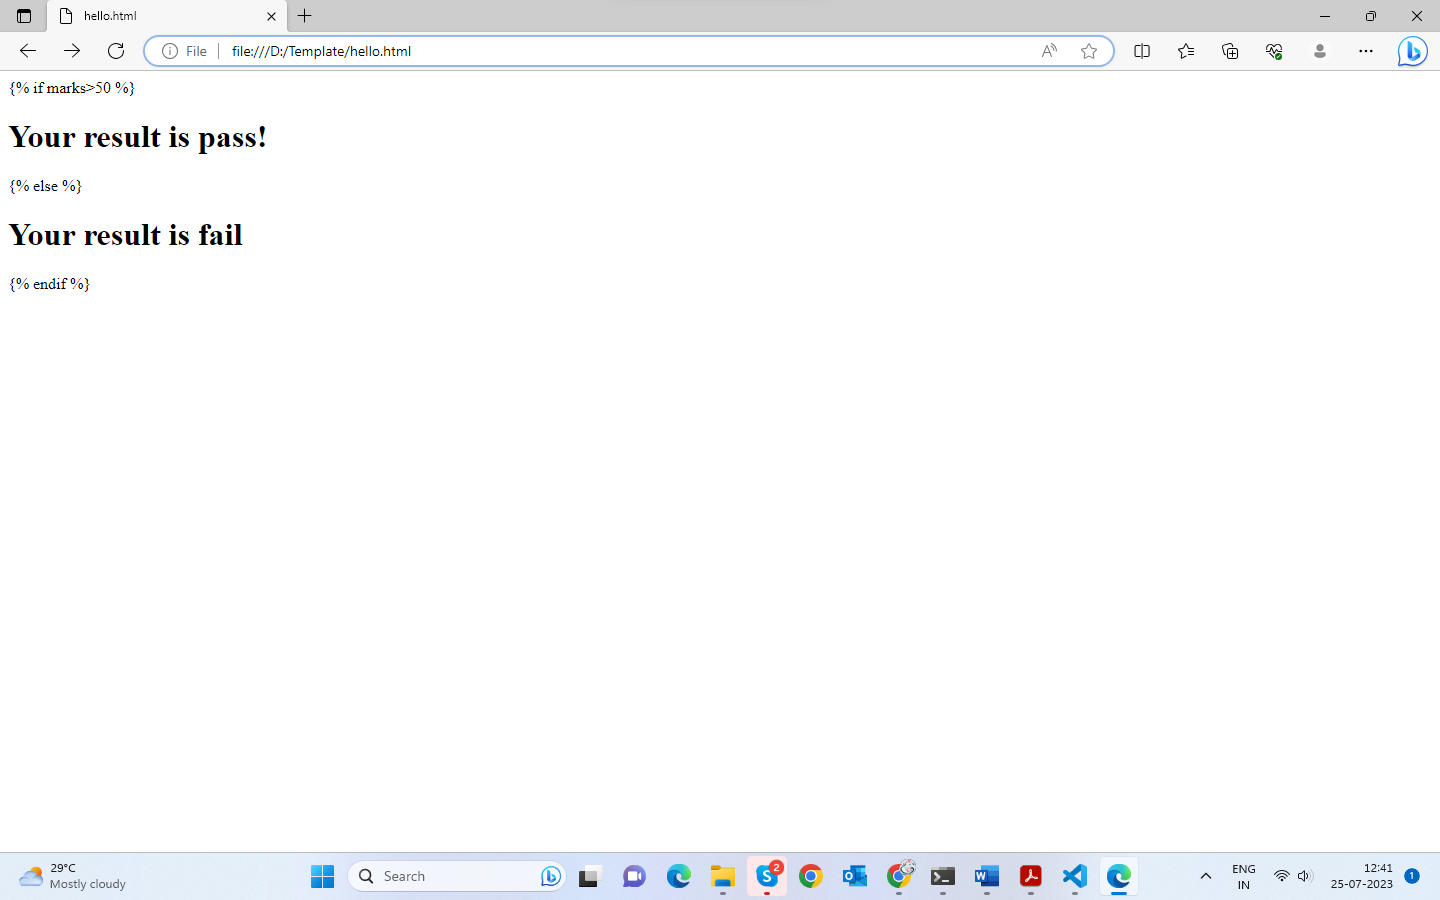 hello.html
File
file:///D:/Template/hello.html
{% if marks>50 %}
Your result is pass!
{% else %}
Your result is fail
{% endif %}
29°C
Mostly cloudy
Search
2
ENG
IN
12:41
25-07-2023
1